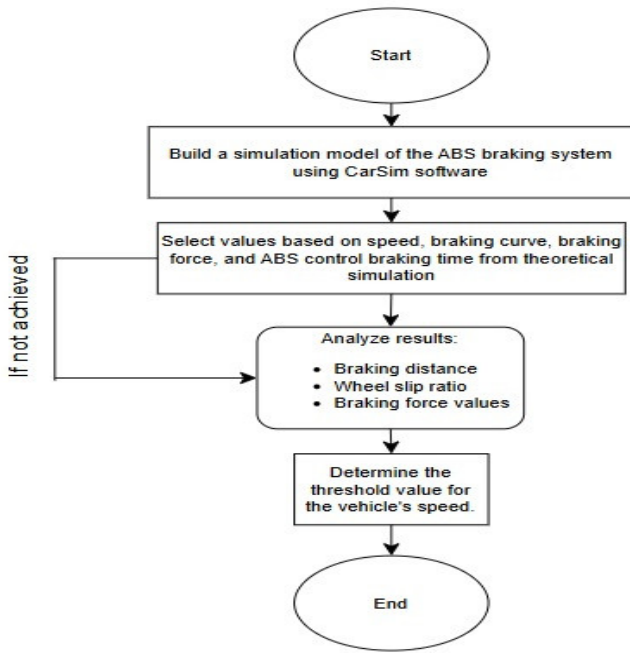 Start
Build a simulation model of the ABS braking system
using CarSim software
Select values based on speed, braking curve, braking
force, and ABS control braking time from theoretical
simulation
If not achieved
Analyze results:
• Braking distance
• Wheel slip ratio
• Braking force values
Determine the
threshold value for
the vehicle's speed.
End